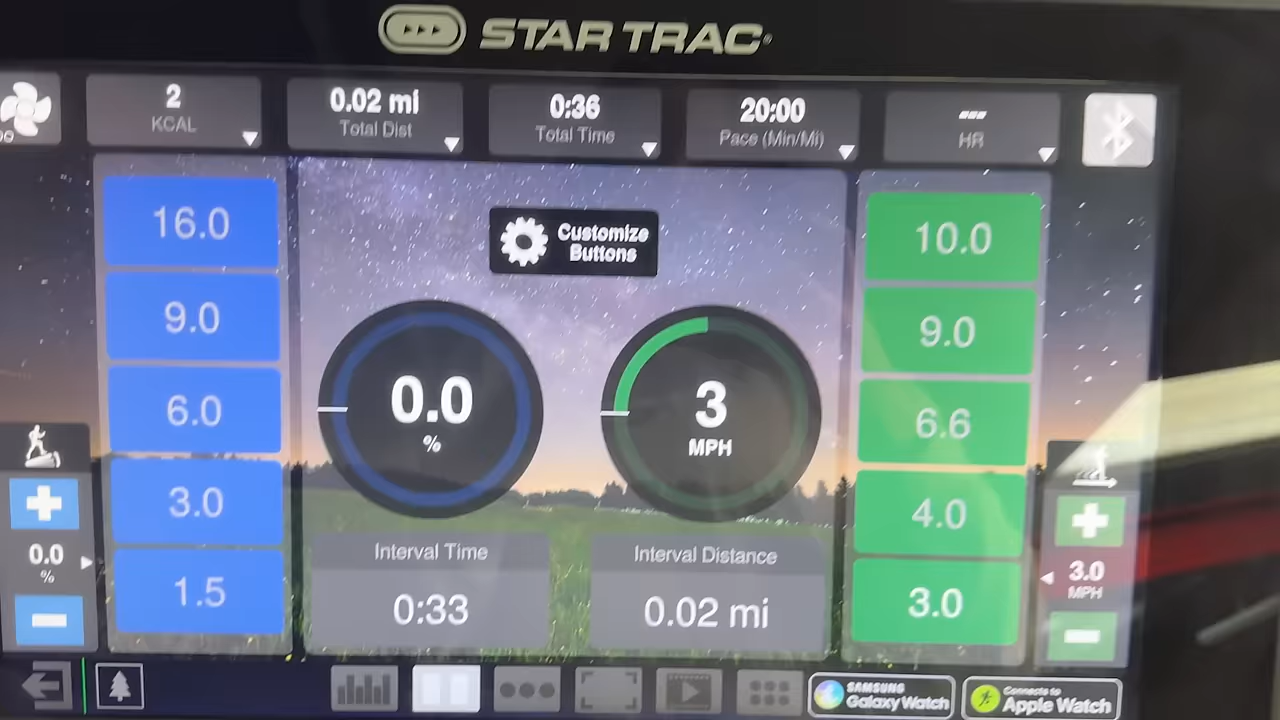 STAR TRAC
2
KCAL
0.02 mi
Total Dist
0:36
Total Time
20:00
Pace (Min/Mi)
---
HR
16.0
9.0
6.0
3.0
1.5
Customize
Buttons
0.0
%
3
MPH
10.0
9.0
6.6
4.0
3.0
0.0
%
3.0
MPH
Interval Time
0:33
Interval Distance
0.02 mi
SAMSUNG
Galaxy Watch
Connects to
Apple Watch